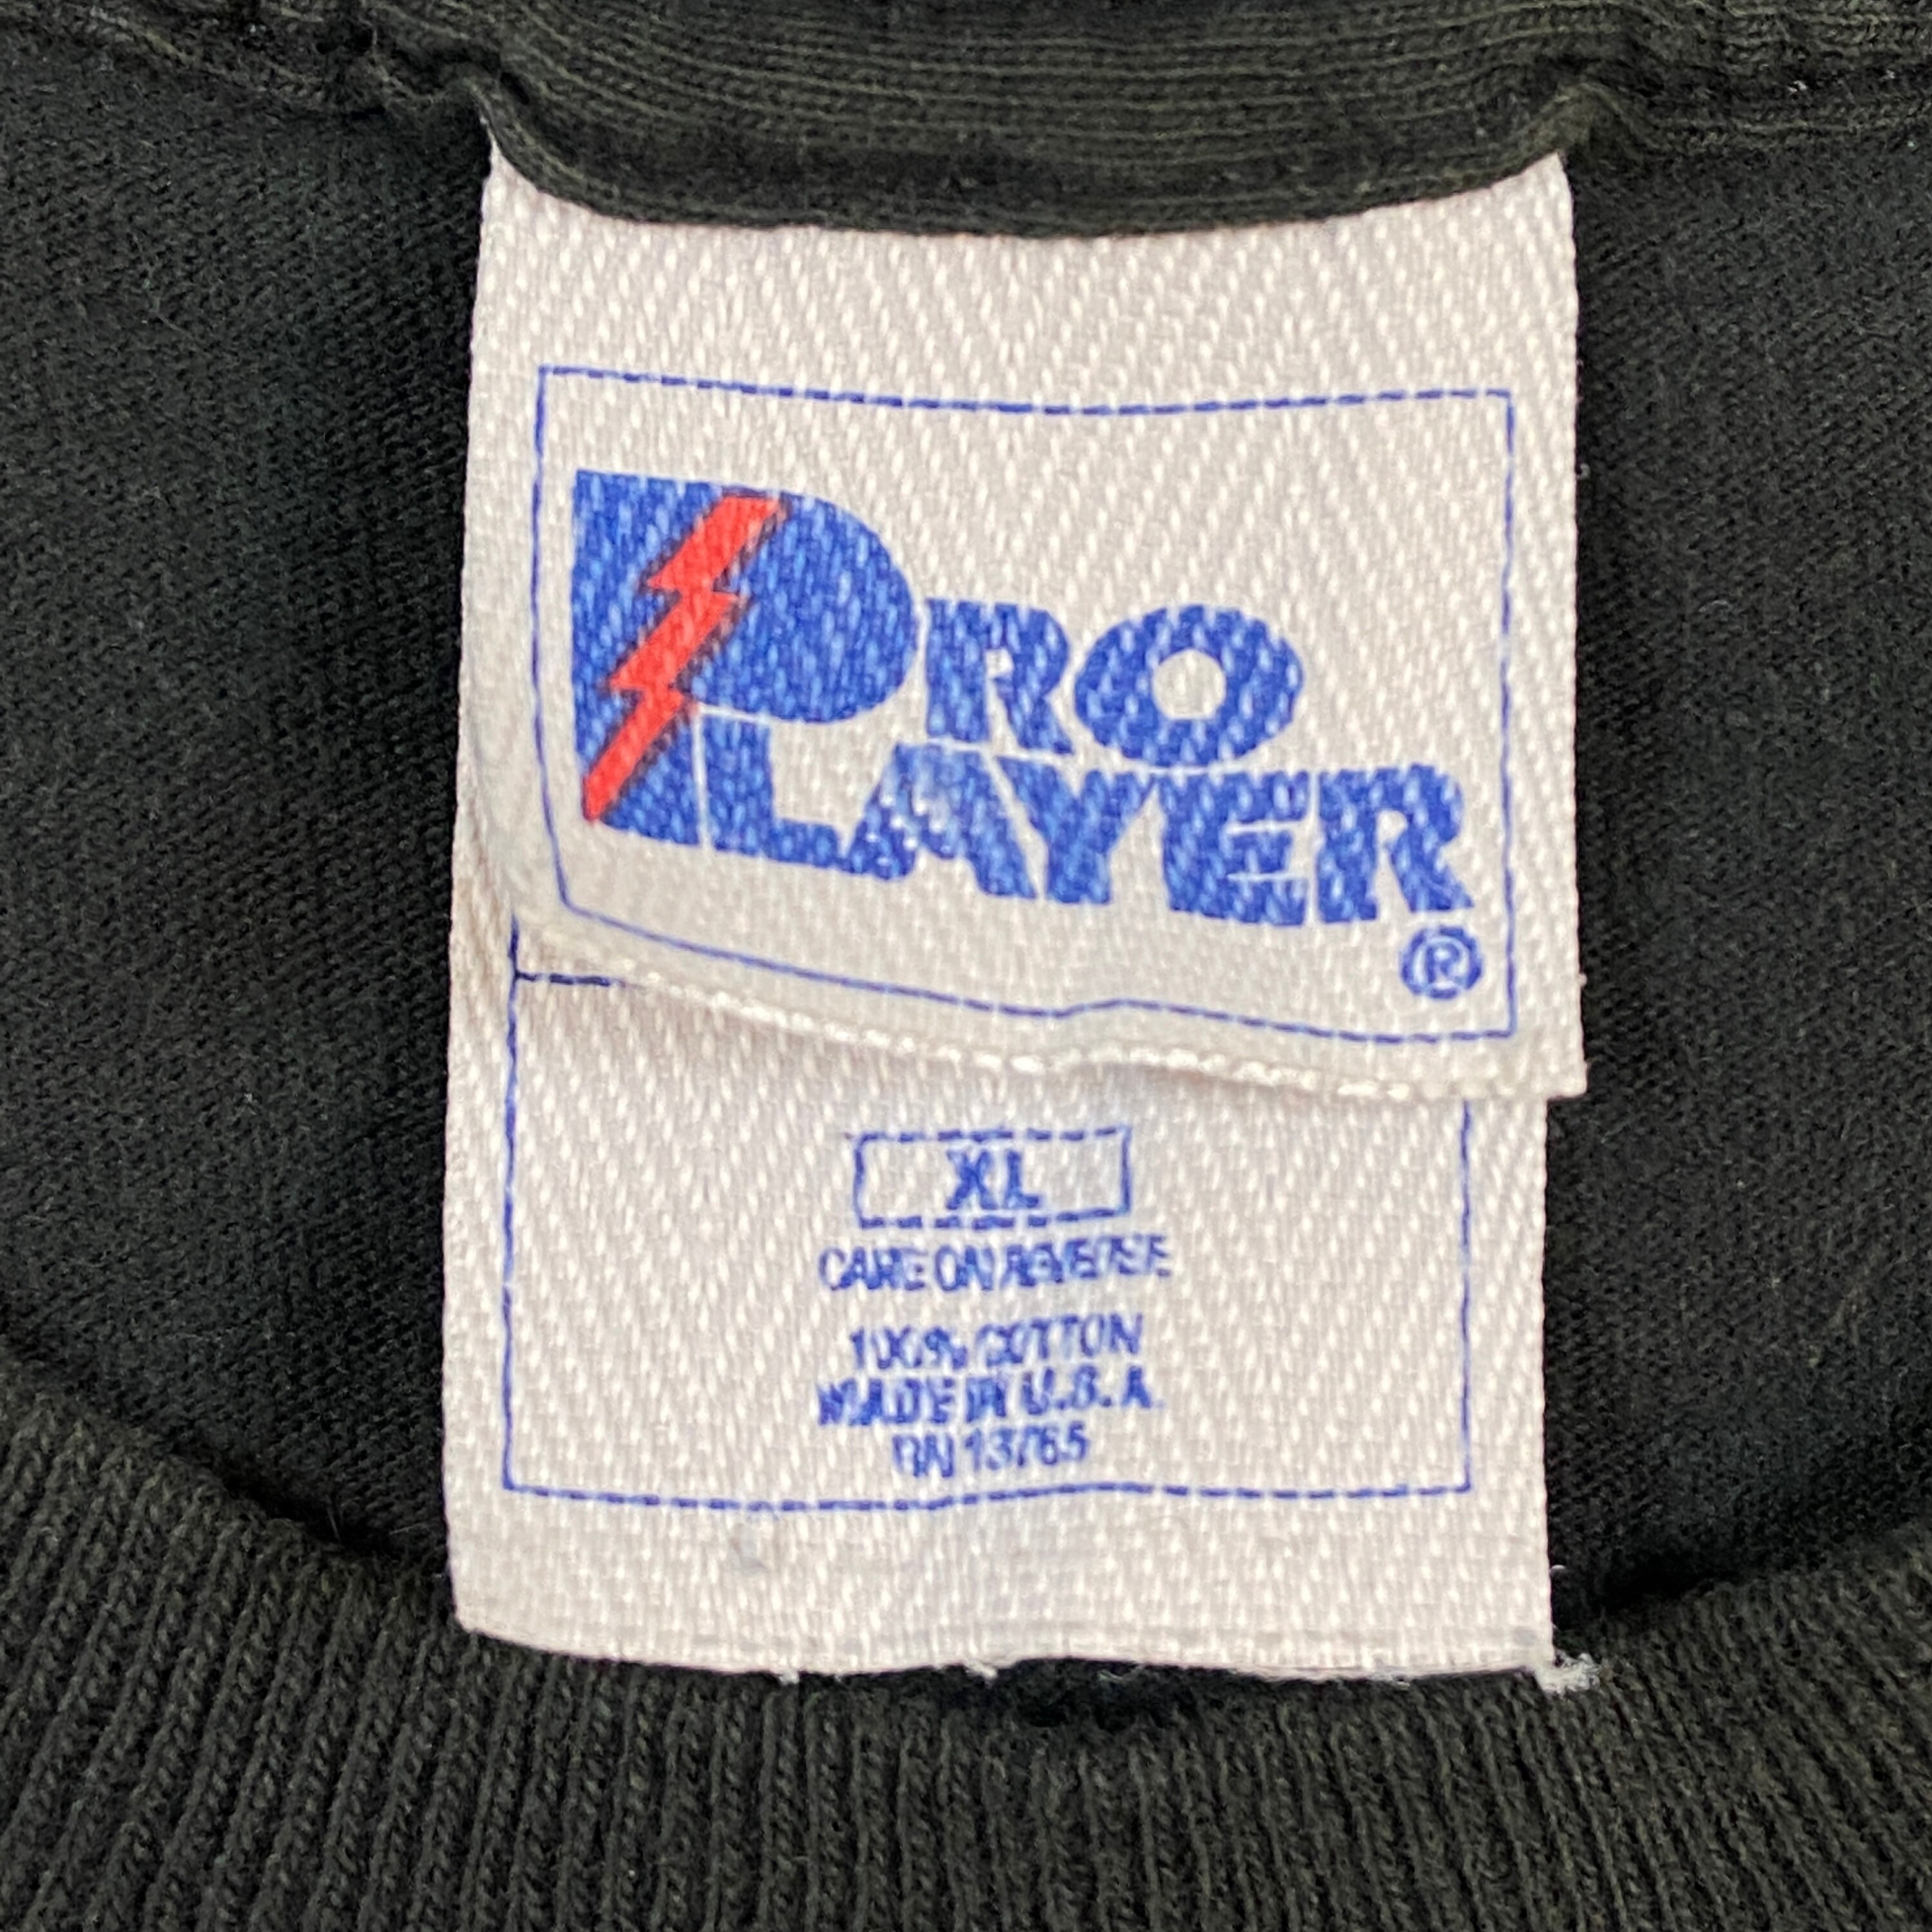 PRO
PLAYER
®
XL
CARE ON REVERSE
100% COTTON
MADE IN U.S.A.
RN 13765